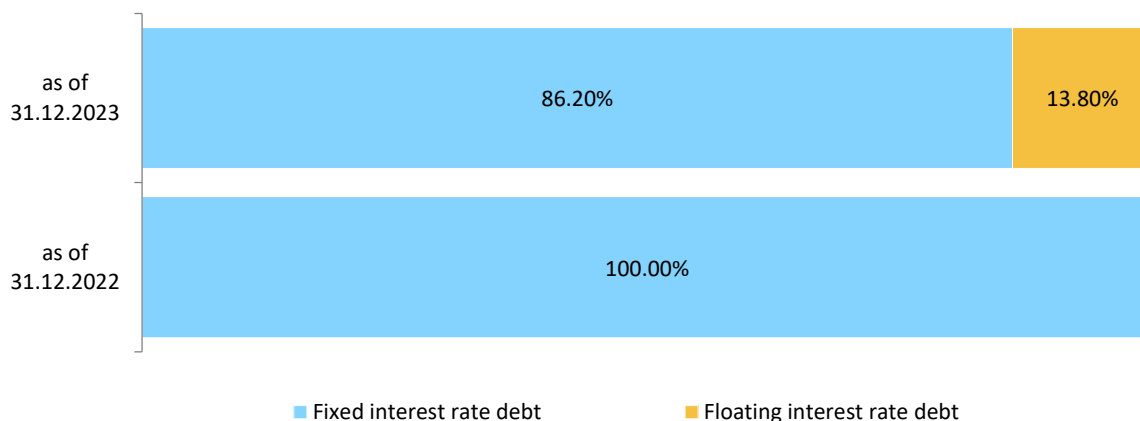 as of
31.12.2023
86.20%
13.80%
as of
31.12.2022
100.00%
Fixed interest rate debt
Floating interest rate debt